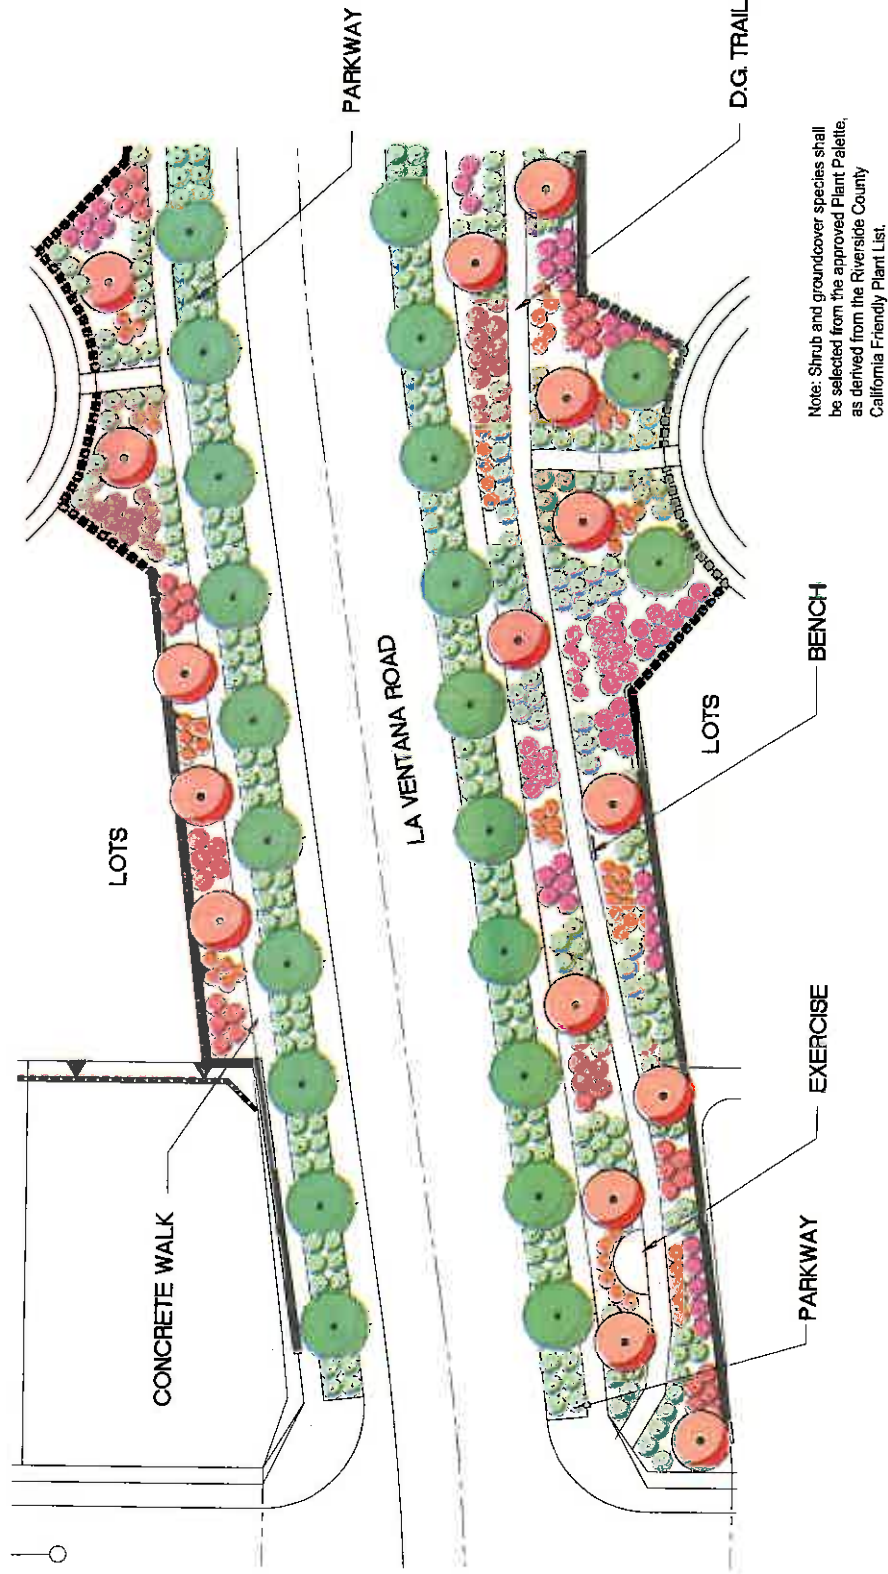 PARKWAY
D.G. TRAIL
Note: Shrub and groundcover species shall
be selected from the approved Plant Palette,
as derived from the Riverside County
California Friendly Plant List.
LA VENTANA ROAD
LOTS
LOTS
BENCH
EXERCISE
CONCRETE WALK
PARKWAY